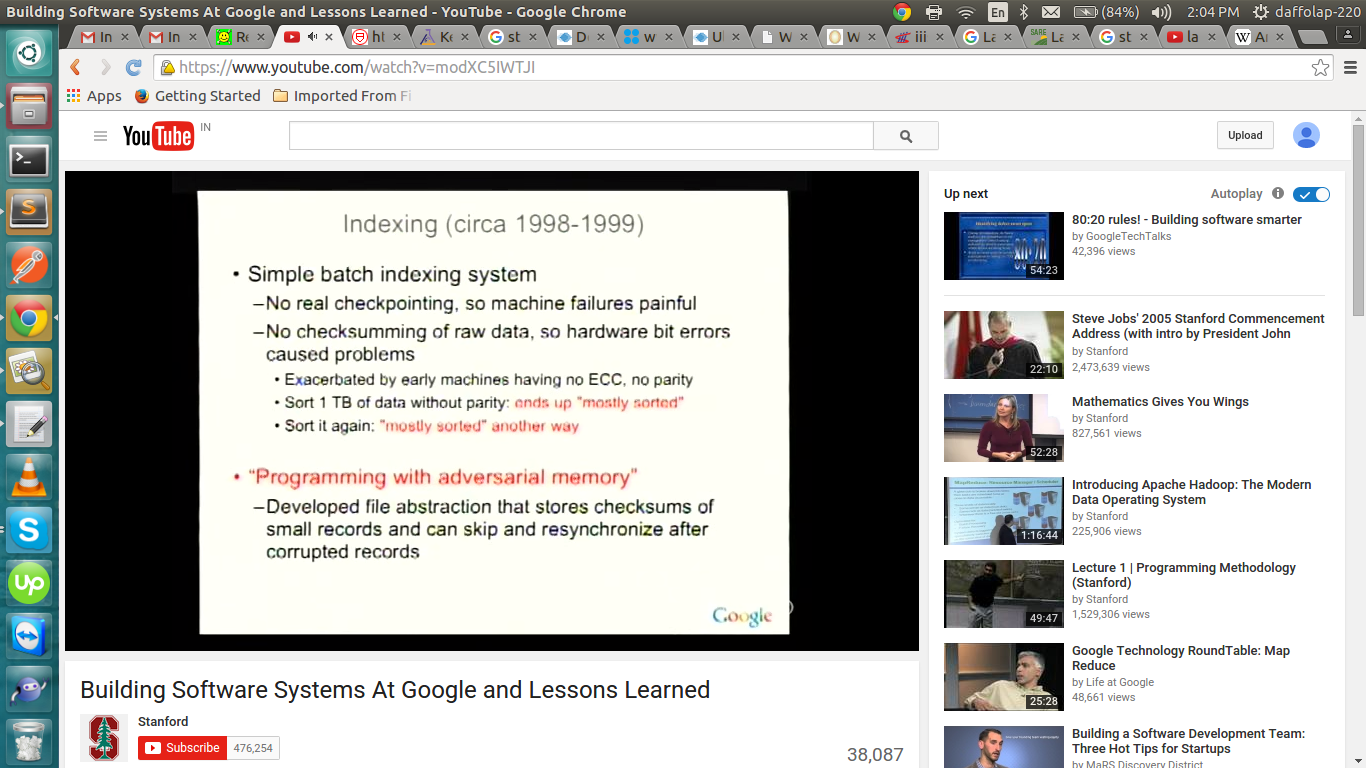 Building Software Systems At Google and Lessons Learned - YouTube - Google Chrome
En
(84%)
2:04 PM
daffolap-220
In
In
Re
ht
Ke
st
De
w
Ul
W
W
iii
La
La
st
la
Ar
https://www.youtube.com/watch?v=modXC5IWTJI
Apps
Getting Started
Imported From Fi
YouTube
IN
Upload
Indexing (circa 1998-1999)
• Simple batch indexing system
–No real checkpointing, so machine failures painful
–No checksumming of raw data, so hardware bit errors
caused problems
• Exacerbated by early machines having no ECC, no parity
• Sort 1 TB of data without parity: ends up "mostly sorted"
• Sort it again: "mostly sorted" another way
• "Programming with adversarial memory"
–Developed file abstraction that stores checksums of
small records and can skip and resynchronize after
corrupted records
Google
Building Software Systems At Google and Lessons Learned
Stanford
Subscribe
476,254
38,087
Up next
Autoplay
80:20 rules! - Building software smarter
by GoogleTechTalks
42,396 views
54:23
Steve Jobs' 2005 Stanford Commencement
Address (with intro by President John
by Stanford
2,473,639 views
22:10
Mathematics Gives You Wings
by Stanford
827,561 views
52:28
Introducing Apache Hadoop: The Modern
Data Operating System
by Stanford
225,906 views
1:16:44
Lecture 1 | Programming Methodology
(Stanford)
by Stanford
1,529,306 views
49:47
Google Technology RoundTable: Map
Reduce
by Life at Google
48,661 views
25:28
Building a Software Development Team:
Three Hot Tips for Startups
by MaRS Discovery District